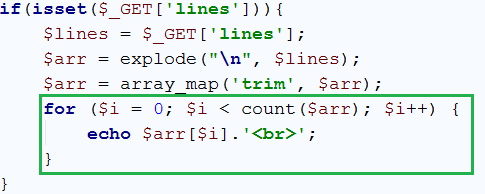 if(isset($_GET['lines'])){
$lines = $_GET['lines'];
$arr = explode("\n", $lines);
$arr = array_map('trim', $arr);
for ($i = 0; $i < count($arr); $i++) {
echo $arr[$i].'<br>';
}
}